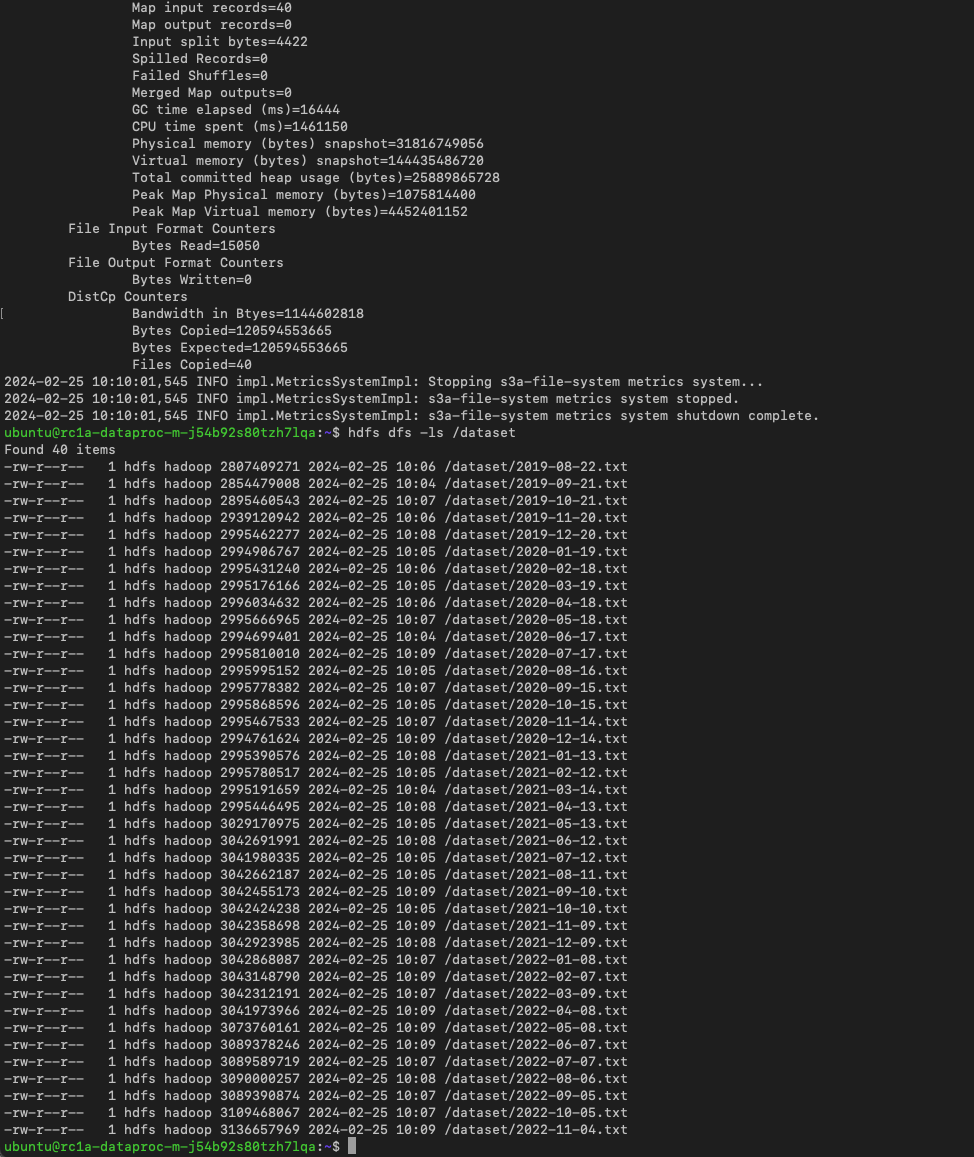 Map input records=40
Map output records=0
Input split bytes=4422
Spilled Records=0
Failed Shuffles=0
Merged Map outputs=0
GC time elapsed (ms)=16444
CPU time spent (ms)=1461150
Physical memory (bytes) snapshot=31816749056
Virtual memory (bytes) snapshot=144435486720
Total committed heap usage (bytes)=25889865728
Peak Map Physical memory (bytes)=1075814400
Peak Map Virtual memory (bytes)=4452401152
File Input Format Counters
Bytes Read=15050
File Output Format Counters
Bytes Written=0
DistCp Counters
Bandwidth in Btyes=1144602818
Bytes Copied=120594553665
Bytes Expected=120594553665
Files Copied=40
2024-02-25 10:10:01,545 INFO impl.MetricsSystemImpl: Stopping s3a-file-system metrics system...
2024-02-25 10:10:01,545 INFO impl.MetricsSystemImpl: s3a-file-system metrics system stopped.
2024-02-25 10:10:01,545 INFO impl.MetricsSystemImpl: s3a-file-system metrics system shutdown complete.
ubuntu@rc1a-dataproc-m-j54b92s80tzh7lqa:~$ hdfs dfs -ls /dataset
Found 40 items
-rw-r--r-- 1 hdfs hadoop 2807409271 2024-02-25 10:06 /dataset/2019-08-22.txt
-rw-r--r-- 1 hdfs hadoop 2854479008 2024-02-25 10:04 /dataset/2019-09-21.txt
-rw-r--r-- 1 hdfs hadoop 2895460543 2024-02-25 10:07 /dataset/2019-10-21.txt
-rw-r--r-- 1 hdfs hadoop 2939120942 2024-02-25 10:06 /dataset/2019-11-20.txt
-rw-r--r-- 1 hdfs hadoop 2995462277 2024-02-25 10:08 /dataset/2019-12-20.txt
-rw-r--r-- 1 hdfs hadoop 2994906767 2024-02-25 10:05 /dataset/2020-01-19.txt
-rw-r--r-- 1 hdfs hadoop 2995431240 2024-02-25 10:06 /dataset/2020-02-18.txt
-rw-r--r-- 1 hdfs hadoop 2995176166 2024-02-25 10:05 /dataset/2020-03-19.txt
-rw-r--r-- 1 hdfs hadoop 2996034632 2024-02-25 10:06 /dataset/2020-04-18.txt
-rw-r--r-- 1 hdfs hadoop 2995666965 2024-02-25 10:07 /dataset/2020-05-18.txt
-rw-r--r-- 1 hdfs hadoop 2994699401 2024-02-25 10:04 /dataset/2020-06-17.txt
-rw-r--r-- 1 hdfs hadoop 2995810010 2024-02-25 10:09 /dataset/2020-07-17.txt
-rw-r--r-- 1 hdfs hadoop 2995995152 2024-02-25 10:05 /dataset/2020-08-16.txt
-rw-r--r-- 1 hdfs hadoop 2995778382 2024-02-25 10:07 /dataset/2020-09-15.txt
-rw-r--r-- 1 hdfs hadoop 2995868596 2024-02-25 10:05 /dataset/2020-10-15.txt
-rw-r--r-- 1 hdfs hadoop 2995467533 2024-02-25 10:07 /dataset/2020-11-14.txt
-rw-r--r-- 1 hdfs hadoop 2994761624 2024-02-25 10:09 /dataset/2020-12-14.txt
-rw-r--r-- 1 hdfs hadoop 2995390576 2024-02-25 10:08 /dataset/2021-01-13.txt
-rw-r--r-- 1 hdfs hadoop 2995780517 2024-02-25 10:05 /dataset/2021-02-12.txt
-rw-r--r-- 1 hdfs hadoop 2995191659 2024-02-25 10:04 /dataset/2021-03-14.txt
-rw-r--r-- 1 hdfs hadoop 2995446495 2024-02-25 10:08 /dataset/2021-04-13.txt
-rw-r--r-- 1 hdfs hadoop 3029170975 2024-02-25 10:05 /dataset/2021-05-13.txt
-rw-r--r-- 1 hdfs hadoop 3042691991 2024-02-25 10:08 /dataset/2021-06-12.txt
-rw-r--r-- 1 hdfs hadoop 3041980335 2024-02-25 10:05 /dataset/2021-07-12.txt
-rw-r--r-- 1 hdfs hadoop 3042662187 2024-02-25 10:05 /dataset/2021-08-11.txt
-rw-r--r-- 1 hdfs hadoop 3042455173 2024-02-25 10:09 /dataset/2021-09-10.txt
-rw-r--r-- 1 hdfs hadoop 3042424238 2024-02-25 10:05 /dataset/2021-10-10.txt
-rw-r--r-- 1 hdfs hadoop 3042358698 2024-02-25 10:09 /dataset/2021-11-09.txt
-rw-r--r-- 1 hdfs hadoop 3042923985 2024-02-25 10:08 /dataset/2021-12-09.txt
-rw-r--r-- 1 hdfs hadoop 3042868087 2024-02-25 10:07 /dataset/2022-01-08.txt
-rw-r--r-- 1 hdfs hadoop 3043148790 2024-02-25 10:09 /dataset/2022-02-07.txt
-rw-r--r-- 1 hdfs hadoop 3042312191 2024-02-25 10:07 /dataset/2022-03-09.txt
-rw-r--r-- 1 hdfs hadoop 3041973966 2024-02-25 10:09 /dataset/2022-04-08.txt
-rw-r--r-- 1 hdfs hadoop 3073760161 2024-02-25 10:09 /dataset/2022-05-08.txt
-rw-r--r-- 1 hdfs hadoop 3089378246 2024-02-25 10:09 /dataset/2022-06-07.txt
-rw-r--r-- 1 hdfs hadoop 3089589719 2024-02-25 10:07 /dataset/2022-07-07.txt
-rw-r--r-- 1 hdfs hadoop 3090000257 2024-02-25 10:08 /dataset/2022-08-06.txt
-rw-r--r-- 1 hdfs hadoop 3089390874 2024-02-25 10:07 /dataset/2022-09-05.txt
-rw-r--r-- 1 hdfs hadoop 3109468067 2024-02-25 10:07 /dataset/2022-10-05.txt
-rw-r--r-- 1 hdfs hadoop 3136657969 2024-02-25 10:09 /dataset/2022-11-04.txt
ubuntu@rc1a-dataproc-m-j54b92s80tzh7lqa:~$